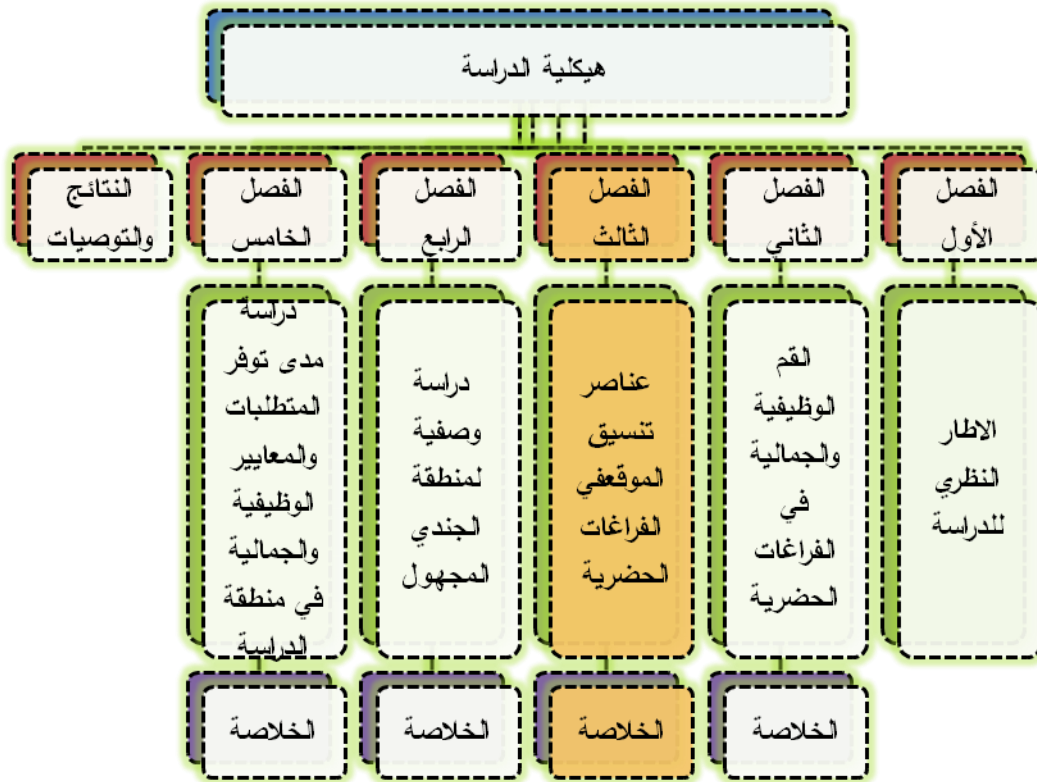 هيكلية الدراسة
الفصل
الأول
الفصل
الثاني
الفصل
الثالث
الفصل
الرابع
الفصل
الخامس
النتائج
والتوصيات
الاطار
النظري
للدراسة
القم
الوظيفية
والجمالية
في
الفراغات
الحضرية
عناصر
تنسيق
الموقعفي
الفراغات
الحضرية
دراسة
وصفية
لمنطقة
الجندي
المجهول
دراسة
مدى توفر
المتطلبات
والمعايير
الوظيفية
والجمالية
في منطقة
الدراسة
الخلاصة
الخلاصة
الخلاصة
الخلاصة